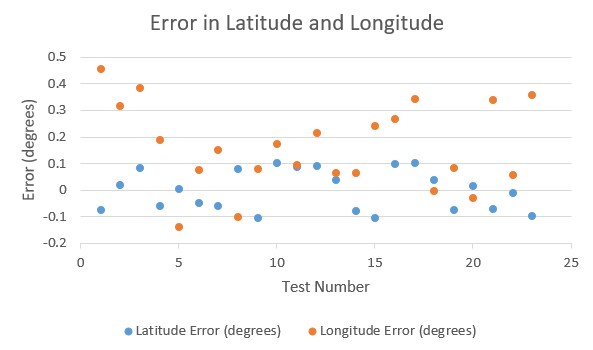 Error in Latitude and Longitude
Error (degrees)
0.5
0.4
0.3
0.2
0.1
0
-0.1
-0.2
0 5 10 15 20 25
Test Number
Latitude Error (degrees) Longitude Error (degrees)